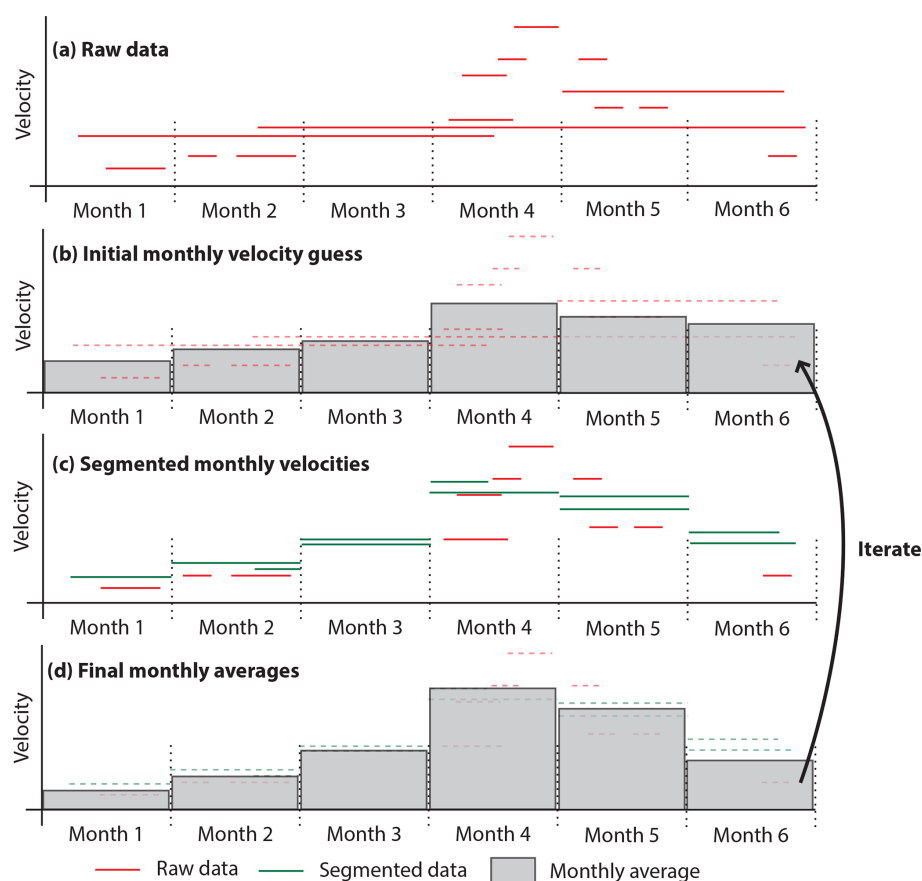 (a) Raw data
Velocity
Month 1 Month 2 Month 3 Month 4 Month 5 Month 6
(b) Initial monthly velocity guess
Velocity
Month 1 Month 2 Month 3 Month 4 Month 5 Month 6
(c) Segmented monthly velocities
Velocity
Iterate
Month 1 Month 2 Month 3 Month 4 Month 5 Month 6
(d) Final monthly averages
Velocity
Month 1 Month 2 Month 3 Month 4 Month 5 Month 6
Raw data Segmented data Monthly average